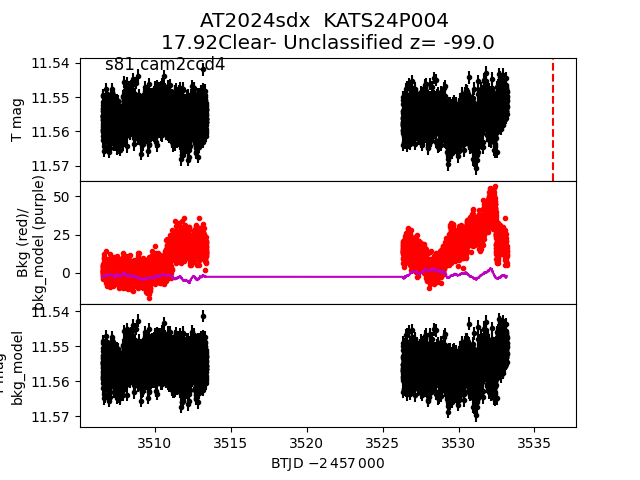 AT2024sdx  KATS24P004
17.92Clear- Unclassified z= -99.0
s81 cam2ccd4
11.54
11.55
11.56
11.57
T mag
50
25
0
Bkg (red)/
bkg_model (purple)
11.54
11.55
11.56
11.57
T mag
bkg_model
3510
3515
3520
3525
3530
3535
BTJD −2 457 000